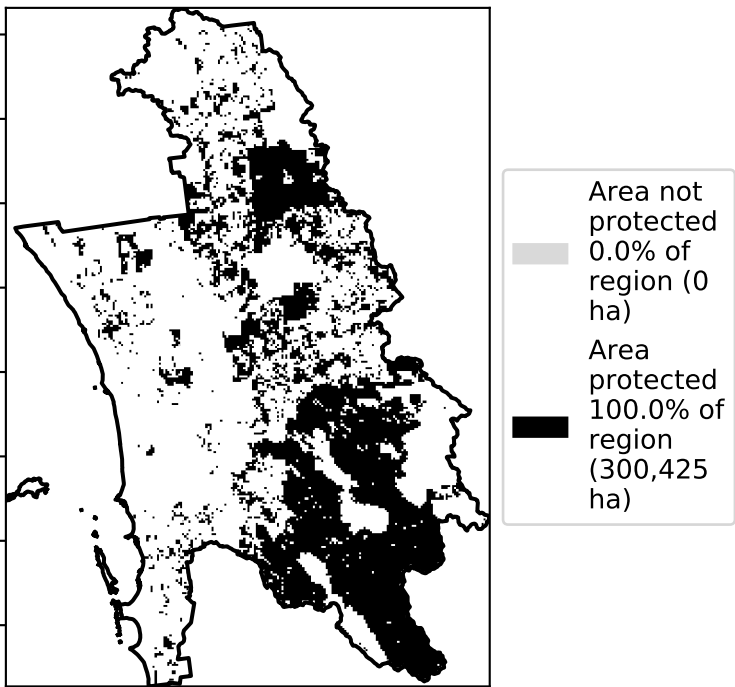 Area not
protected
0.0% of
region (0
ha)
Area
protected
100.0% of
region
(300,425
ha)